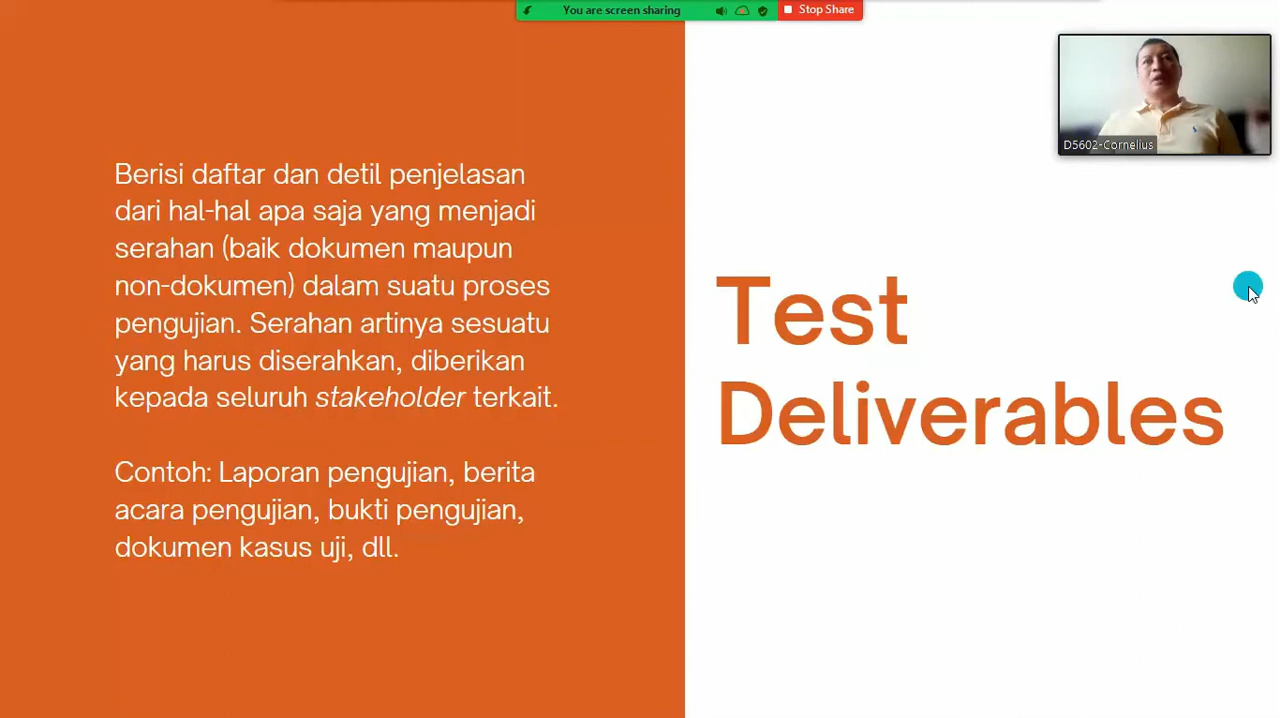 You are screen sharing
Stop Share
D5602-Cornelius
Berisi daftar dan detil penjelasan
dari hal-hal apa saja yang menjadi
serahan (baik dokumen maupun
non-dokumen) dalam suatu proses
pengujian. Serahan artinya sesuatu
yang harus diserahkan, diberikan
kepada seluruh stakeholder terkait.
Contoh: Laporan pengujian, berita
acara pengujian, bukti pengujian,
dokumen kasus uji, dll.
Test
Deliverables